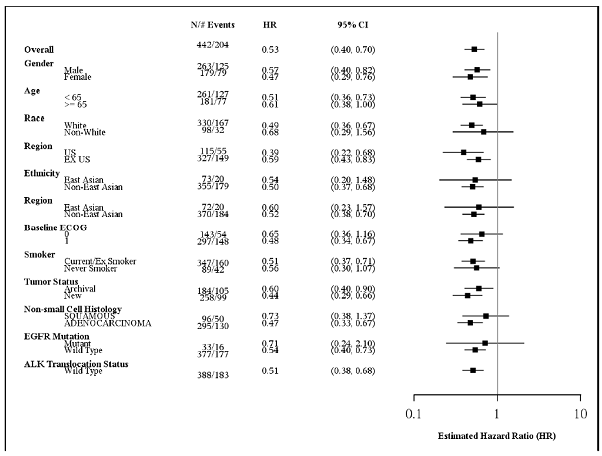 N/# Events HR 95% CI
Overall 442/204 0.53 (0.40, 0.70)
Gender
Male 263/125 0.57 (0.40, 0.82)
Female 179/79 0.47 (0.29, 0.76)
Age
< 65 261/127 0.51 (0.36, 0.73)
>= 65 181/77 0.61 (0.38, 1.00)
Race
White 330/167 0.49 (0.36, 0.67)
Non-White 98/32 0.68 (0.29, 1.56)
Region
US 115/55 0.39 (0.22, 0.68)
EX US 327/149 0.59 (0.43, 0.83)
Ethnicity
East Asian 73/20 0.54 (0.20, 1.48)
Non-East Asian 355/179 0.50 (0.37, 0.68)
Region
East Asian 72/20 0.60 (0.23, 1.57)
Non-East Asian 370/184 0.52 (0.38, 0.70)
Baseline ECOG
0 143/54 0.65 (0.36, 1.16)
1 297/148 0.48 (0.34, 0.67)
Smoker
Current/Ex Smoker 347/160 0.51 (0.37, 0.71)
Never Smoker 89/42 0.56 (0.30, 1.07)
Tumor Status
Archival 184/105 0.60 (0.40, 0.90)
New 258/99 0.44 (0.29, 0.66)
Non-small Cell Histology
SQUAMOUS 96/50 0.73 (0.38, 1.37)
ADENOCARCINOMA 295/130 0.47 (0.33, 0.67)
EGFR Mutation
Mutant 33/16 0.71 (0.24, 2.10)
Wild Type 377/177 0.54 (0.40, 0.73)
ALK Translocation Status
Wild Type 388/183 0.51 (0.38, 0.68)
0.1 1 10
Estimated Hazard Ratio (HR)